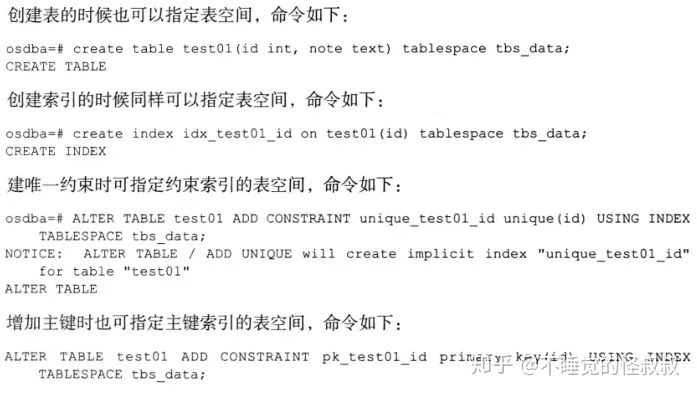 创建表的时候也可以指定表空间，命令如下：
osdba=# create table test01(id int, note text) tablespace tbs_data;
CREATE TABLE
创建索引的时候同样可以指定表空间，命令如下：
osdba=# create index idx_test01_id on test01(id) tablespace tbs_data;
CREATE INDEX
建唯一约束时可指定约束索引的表空间，命令如下：
osdba=# ALTER TABLE test01 ADD CONSTRAINT unique_test01_id unique(id) USING INDEX
TABLESPACE tbs_data;
NOTICE:  ALTER TABLE / ADD UNIQUE will create implicit index "unique_test01_id"
for table "test01"
ALTER TABLE
增加主键时也可指定主键索引的表空间，命令如下：
ALTER TABLE test01 ADD CONSTRAINT pk_test01_id primary key(id) USING INDEX
TABLESPACE tbs_data;
知乎 @不睡觉的怪叔叔